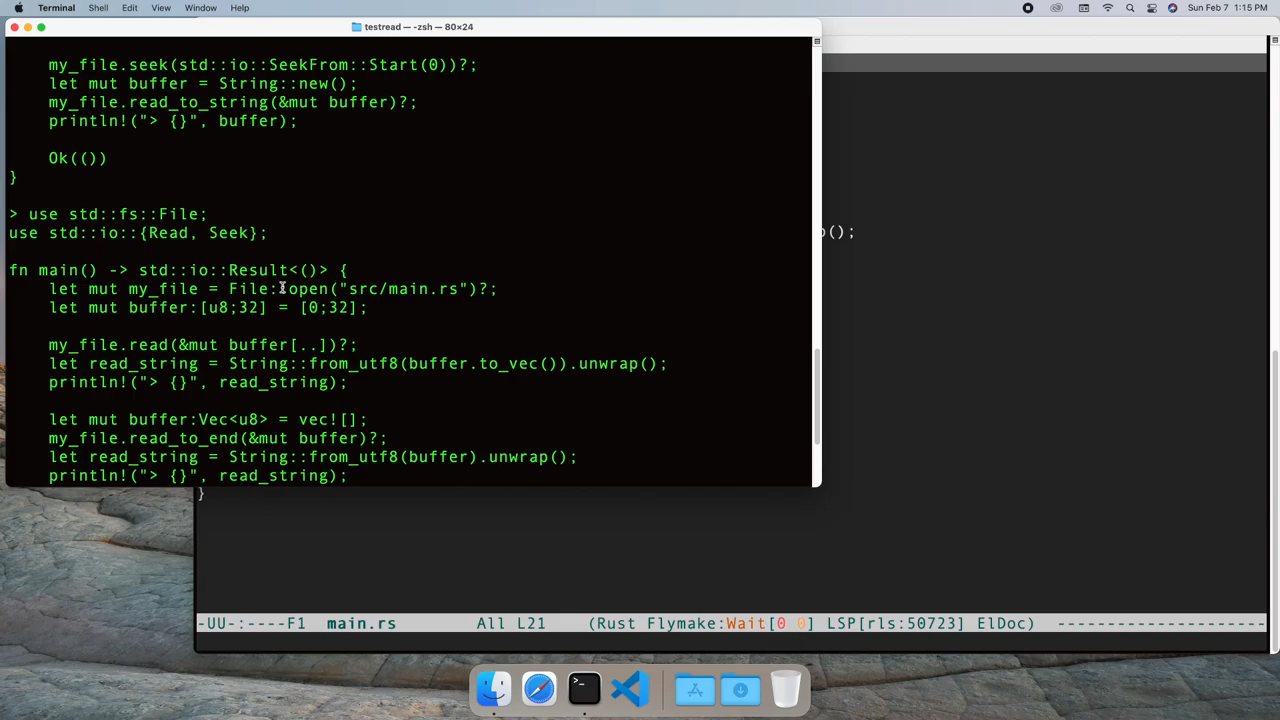 Terminal Shell Edit View Window Help Sun Feb 7 1:15 PM
testread — -zsh — 80×24
my_file.seek(std::io::SeekFrom::Start(0))?;
let mut buffer = String::new();
my_file.read_to_string(&mut buffer)?;
println!("> {}", buffer);
Ok(())
}
> use std::fs::File;
use std::io::{Read, Seek};
fn main() -> std::io::Result<()> {
let mut my_file = File::open("src/main.rs")?;
let mut buffer:[u8;32] = [0;32];
my_file.read(&mut buffer[..])?;
let read_string = String::from_utf8(buffer.to_vec()).unwrap();
println!("> {}", read_string);
let mut buffer:Vec<u8> = vec![];
my_file.read_to_end(&mut buffer)?;
let read_string = String::from_utf8(buffer).unwrap();
println!("> {}", read_string);
();
}
-UU-:----F1 main.rs All L21 (Rust Flymake:Wait[0 0] LSP[rls:50723] ElDoc) ---------------------